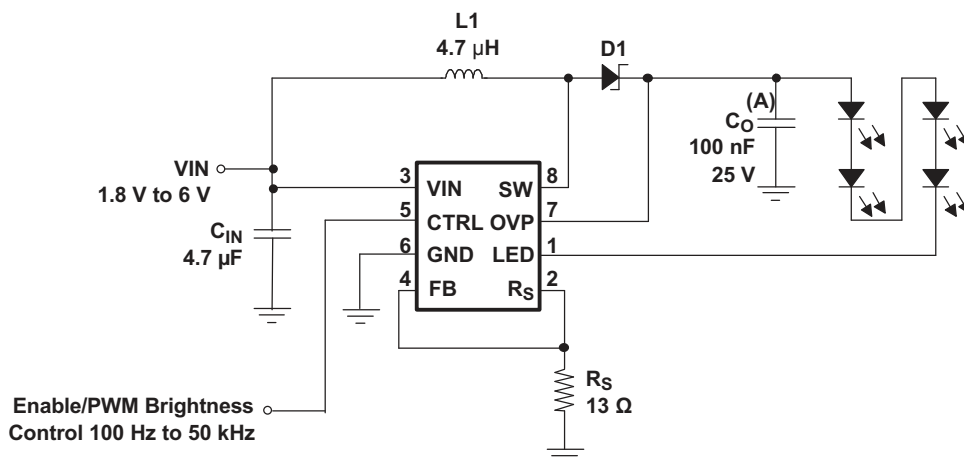 L1
4.7 µH
D1
(A)
C_O
100 nF
25 V
VIN
1.8 V to 6 V
3
VIN
SW
8
5
CTRL
OVP
7
6
GND
LED
1
4
FB
R_S
2
C_IN
4.7 µF
R_S
13 Ω
Enable/PWM Brightness
Control 100 Hz to 50 kHz